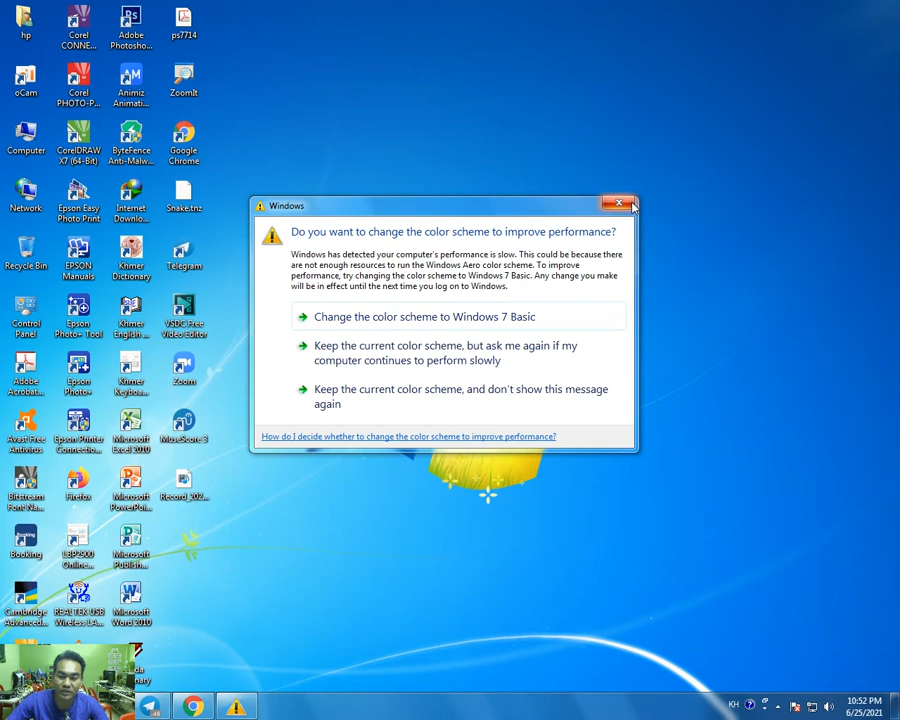 hp
Corel
CONNE...
Adobe
Photosho...
ps7714
oCam
Corel
PHOTO-P...
Animiz
Animati...
ZoomIt
Computer
CorelDRAW
X7 (64-Bit)
ByteFence
Anti-Malw...
Google
Chrome
Network
Epson Easy
Photo Print
Internet
Downlo...
Snake.tnz
Recycle Bin
EPSON
Manuals
Khmer
Dictionary
Telegram
Control
Panel
Epson
Photo+ Tool
Khmer
English ...
VSDC Free
Video Editor
Adobe
Acrobat...
Epson
Photo+
Khmer
Keyboa...
Zoom
Avast Free
Antivirus
Epson Printer
Connectio...
Microsoft
Excel 2010
MuseScore 3
Bitstream
Font Na...
Firefox
Microsoft
PowerPoi...
Record_202...
Booking
LBP2900
Online...
Microsoft
Publish...
Cambridge
Advanced...
REALTEK USB
Wireless LA...
Microsoft
Word 2010
Windows
Do you want to change the color scheme to improve performance?
Windows has detected your computer's performance is slow. This could be because there
are not enough resources to run the Windows Aero color scheme. To improve
performance, try changing the color scheme to Windows 7 Basic. Any change you make
will be in effect until the next time you log on to Windows.
Change the color scheme to Windows 7 Basic
Keep the current color scheme, but ask me again if my
computer continues to perform slowly
Keep the current color scheme, and don't show this message
again
How do I decide whether to change the color scheme to improve performance?
KH
10:52 PM
6/25/2021